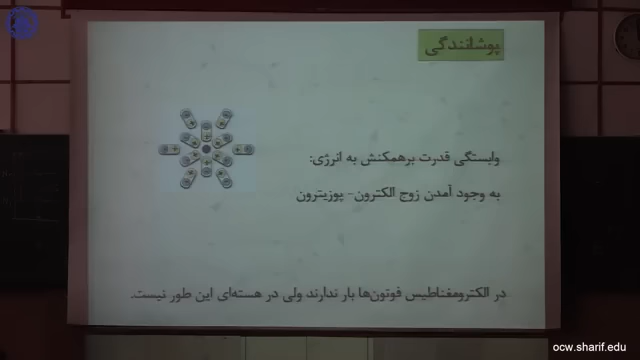 پوشانندگی
وابستگی قدرت برهمکنش به انرژی:
به وجود آمدن زوج الکترون- پوزیترون
در الکترومغناطیس فوتون‌ها بار ندارند ولی در هسته‌ای این طور نیست.
ocw.sharif.edu